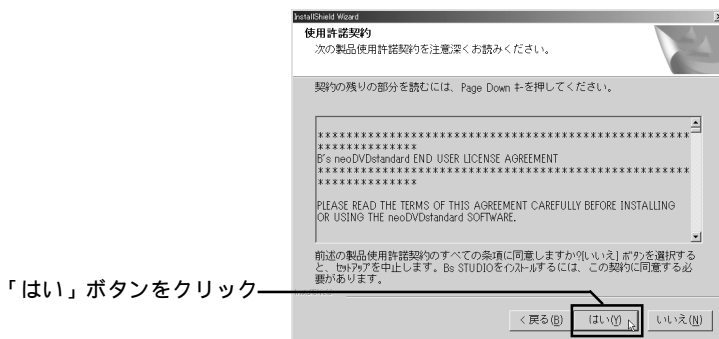 InstallShield Wizard
使用許諾契約
次の製品使用許諾契約を注意深くお読みください。
契約の残りの部分を読むには、Page Down ｷｰを押してください。
****************************************************
**************
B's neoDVDstandard END USER LICENSE AGREEMENT
****************************************************
**************
PLEASE READ THE TERMS OF THIS AGREEMENT CAREFULLY BEFORE INSTALLING
OR USING THE neoDVDstandard SOFTWARE.
前述の製品使用許諾契約のすべての条項に同意しますか?[いいえ] ﾎﾞﾀﾝを選択する
と、ｾｯﾄｱｯﾌﾟを中止します。Bs STUDIOをｲﾝｽﾄｰﾙするには、この契約に同意する必
要があります。
「はい」ボタンをクリック
< 戻る(B)
はい(Y)
いいえ(N)